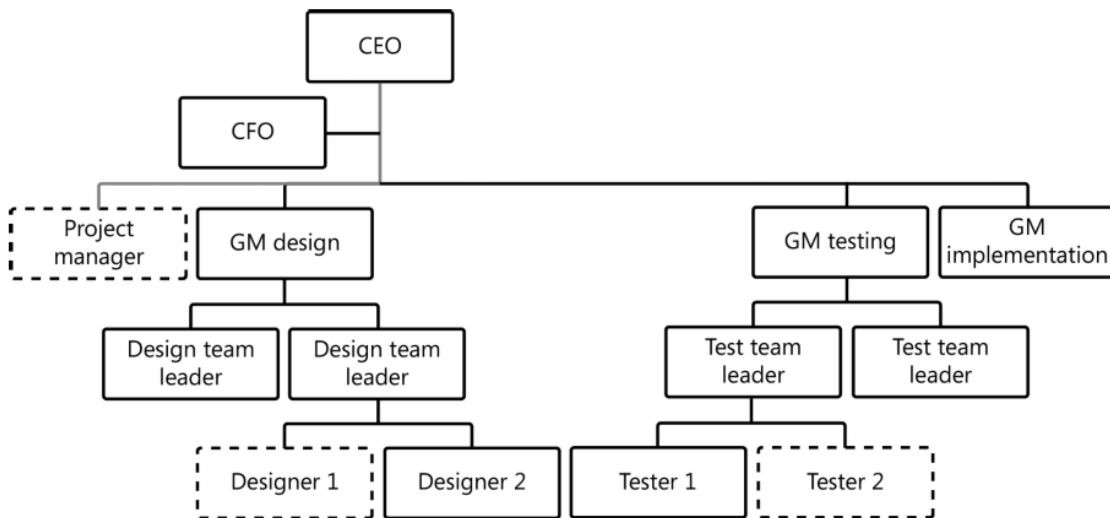 CEO
CFO
Project
manager
GM design
GM testing
GM
implementation
Design team
leader
Design team
leader
Test team
leader
Test team
leader
Designer 1
Designer 2
Tester 1
Tester 2